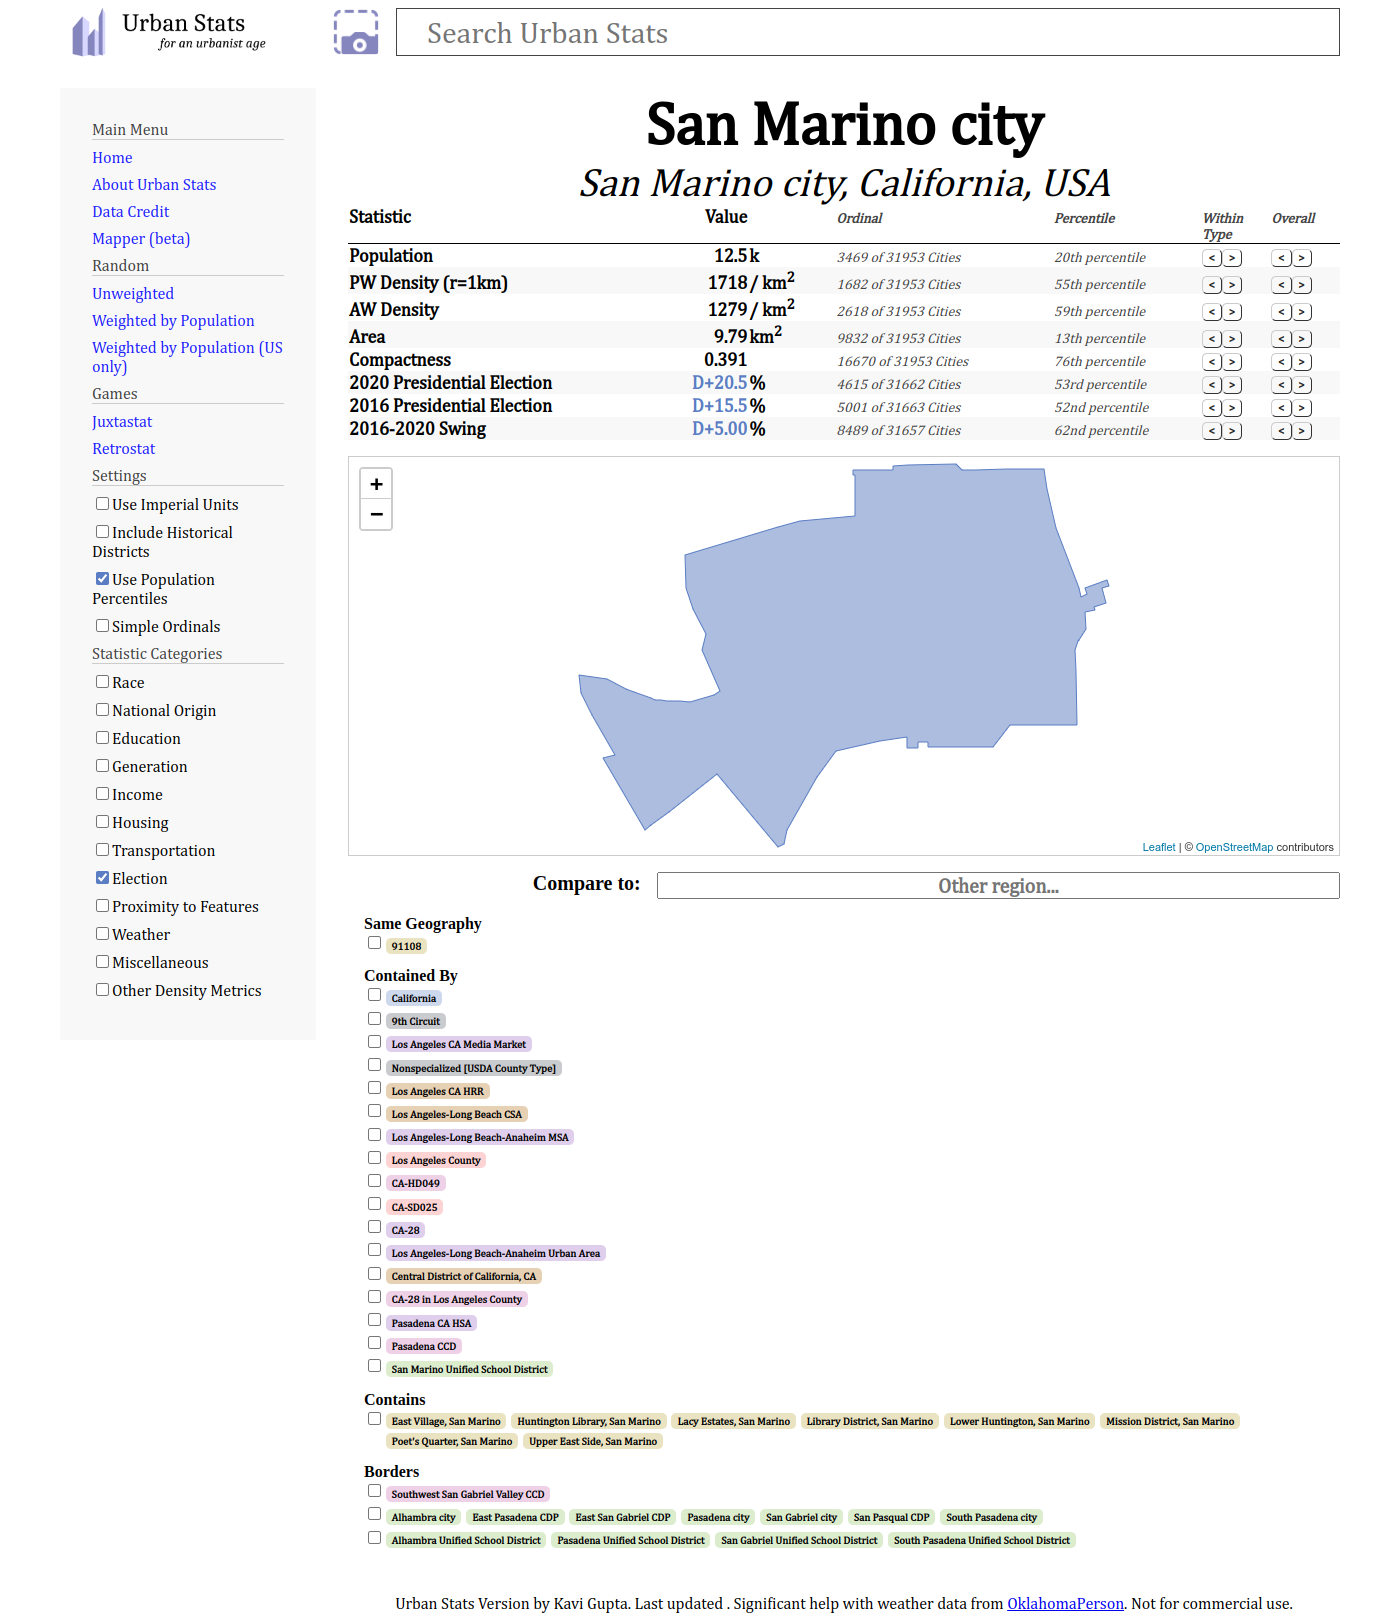 Urban Stats
for an urbanist age
Search Urban Stats
Main Menu
Home
About Urban Stats
Data Credit
Mapper (beta)
Random
Unweighted
Weighted by Population
Weighted by Population (US
only)
Games
Juxtastat
Retrostat
Settings
Use Imperial Units
Include Historical
Districts
Use Population
Percentiles
Simple Ordinals
Statistic Categories
Race
National Origin
Education
Generation
Income
Housing
Transportation
Election
Proximity to Features
Weather
Miscellaneous
Other Density Metrics
San Marino city
San Marino city, California, USA
Statistic Value Ordinal Percentile Within Type Overall
Population 12.5 k 3469 of 31953 Cities 20th percentile < > < >
PW Density (r=1km) 1718 / km² 1682 of 31953 Cities 55th percentile < > < >
AW Density 1279 / km² 2618 of 31953 Cities 59th percentile < > < >
Area 9.79 km² 9832 of 31953 Cities 13th percentile < > < >
Compactness 0.391 16670 of 31953 Cities 76th percentile < > < >
2020 Presidential Election D+20.5 % 4615 of 31662 Cities 53rd percentile < > < >
2016 Presidential Election D+15.5 % 5001 of 31663 Cities 52nd percentile < > < >
2016-2020 Swing D+5.00 % 8489 of 31657 Cities 62nd percentile < > < >
+
−
Leaflet | © OpenStreetMap contributors
Compare to: Other region...
Same Geography
91108
Contained By
California
9th Circuit
Los Angeles CA Media Market
Nonspecialized [USDA County Type]
Los Angeles CA HRR
Los Angeles-Long Beach CSA
Los Angeles-Long Beach-Anaheim MSA
Los Angeles County
CA-HD049
CA-SD025
CA-28
Los Angeles-Long Beach-Anaheim Urban Area
Central District of California, CA
CA-28 in Los Angeles County
Pasadena CA HSA
Pasadena CCD
San Marino Unified School District
Contains
East Village, San Marino Huntington Library, San Marino Lacy Estates, San Marino Library District, San Marino Lower Huntington, San Marino Mission District, San Marino
Poet's Quarter, San Marino Upper East Side, San Marino
Borders
Southwest San Gabriel Valley CCD
Alhambra city East Pasadena CDP East San Gabriel CDP Pasadena city San Gabriel city San Pasqual CDP South Pasadena city
Alhambra Unified School District Pasadena Unified School District San Gabriel Unified School District South Pasadena Unified School District
Urban Stats Version by Kavi Gupta. Last updated . Significant help with weather data from OklahomaPerson. Not for commercial use.